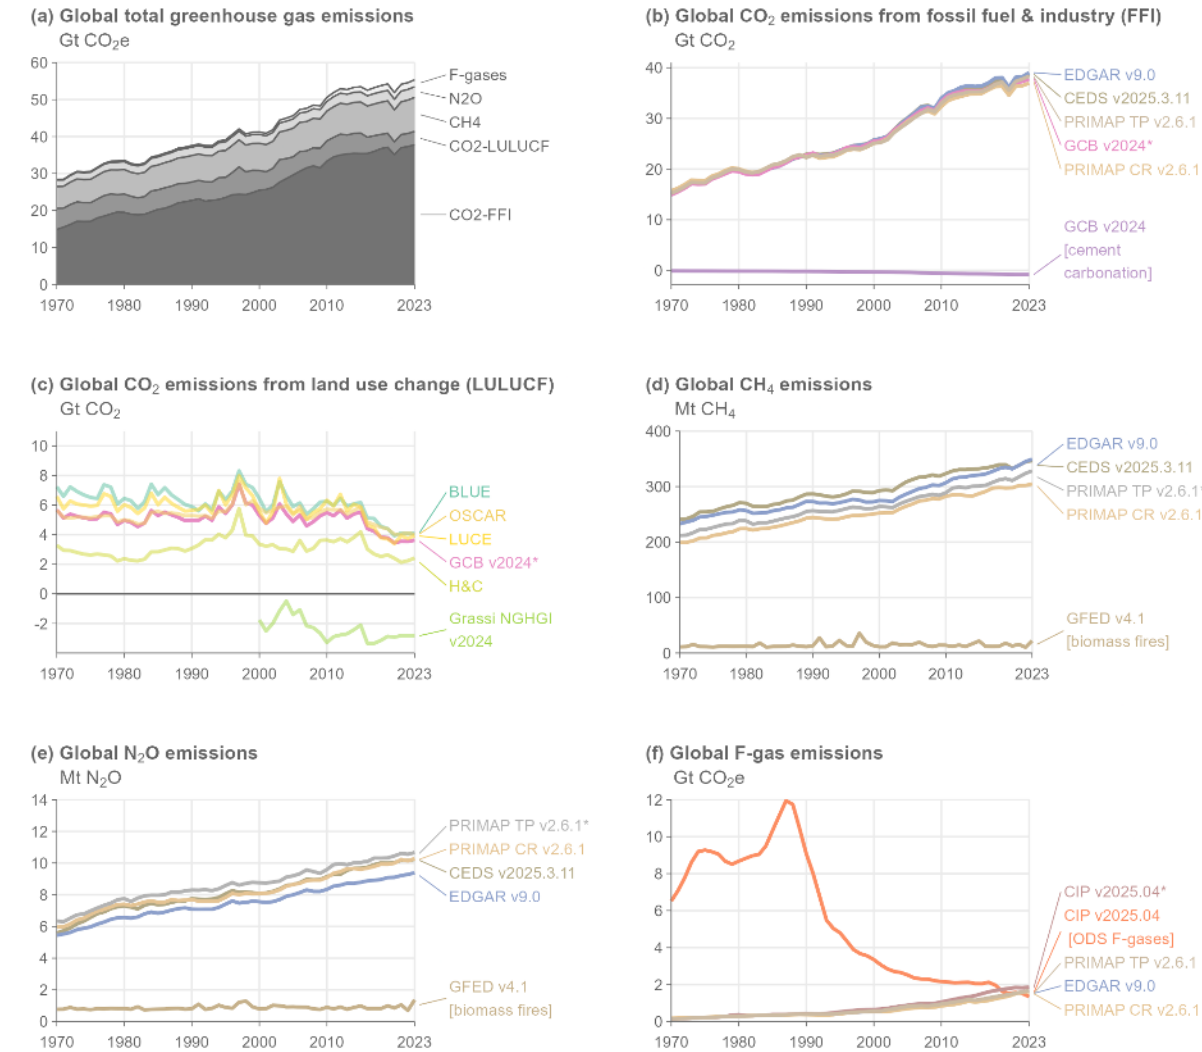 (a) Global total greenhouse gas emissions
Gt CO₂e
60
50
40
30
20
10
0
F-gases
N2O
CH4
CO2-LULUCF
CO2-FFI
1970 1980 1990 2000 2010 2023
(b) Global CO₂ emissions from fossil fuel & industry (FFI)
Gt CO₂
40
30
20
10
0
EDGAR v9.0
CEDS v2025.3.11
PRIMAP TP v2.6.1
GCB v2024*
PRIMAP CR v2.6.1
GCB v2024
[cement
carbonation]
1970 1980 1990 2000 2010 2023
(c) Global CO₂ emissions from land use change (LULUCF)
Gt CO₂
10
8
6
4
2
0
-2
BLUE
OSCAR
LUCE
GCB v2024*
H&C
Grassi NGHGI
v2024
1970 1980 1990 2000 2010 2023
(d) Global CH₄ emissions
Mt CH₄
400
300
200
100
0
EDGAR v9.0
CEDS v2025.3.11
PRIMAP TP v2.6.1
PRIMAP CR v2.6.1
GFED v4.1
[biomass fires]
1970 1980 1990 2000 2010 2023
(e) Global N₂O emissions
Mt N₂O
14
12
10
8
6
4
2
0
PRIMAP TP v2.6.1*
PRIMAP CR v2.6.1
CEDS v2025.3.11
EDGAR v9.0
GFED v4.1
[biomass fires]
1970 1980 1990 2000 2010 2023
(f) Global F-gas emissions
Gt CO₂e
12
10
8
6
4
2
0
CIP v2025.04*
CIP v2025.04
[ODS F-gases]
PRIMAP TP v2.6.1
EDGAR v9.0
PRIMAP CR v2.6.1
1970 1980 1990 2000 2010 2023